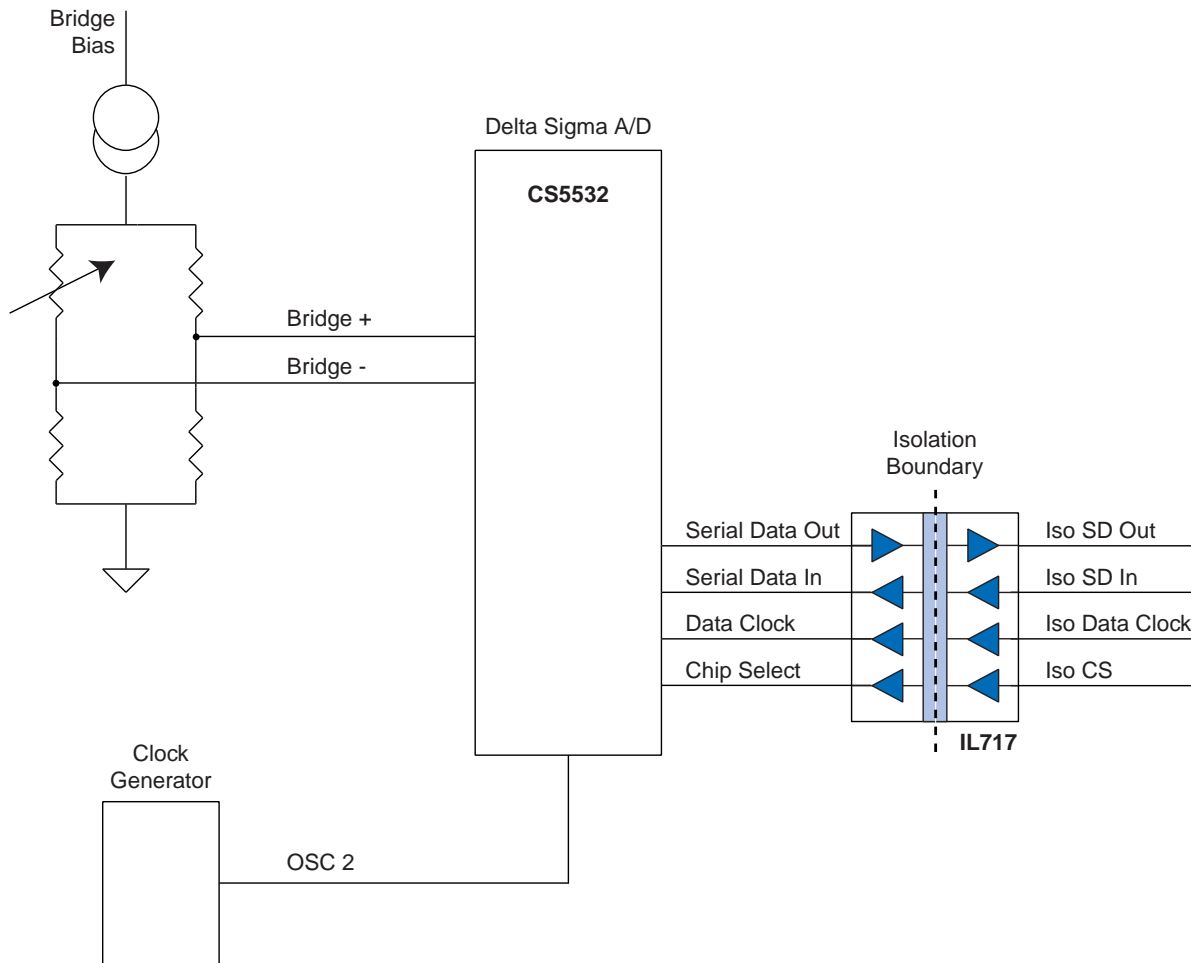 Bridge
Bias
Delta Sigma A/D
CS5532
Bridge +
Bridge -
Isolation
Boundary
Serial Data Out
Iso SD Out
Serial Data In
Iso SD In
Data Clock
Iso Data Clock
Chip Select
Iso CS
IL717
Clock
Generator
OSC 2